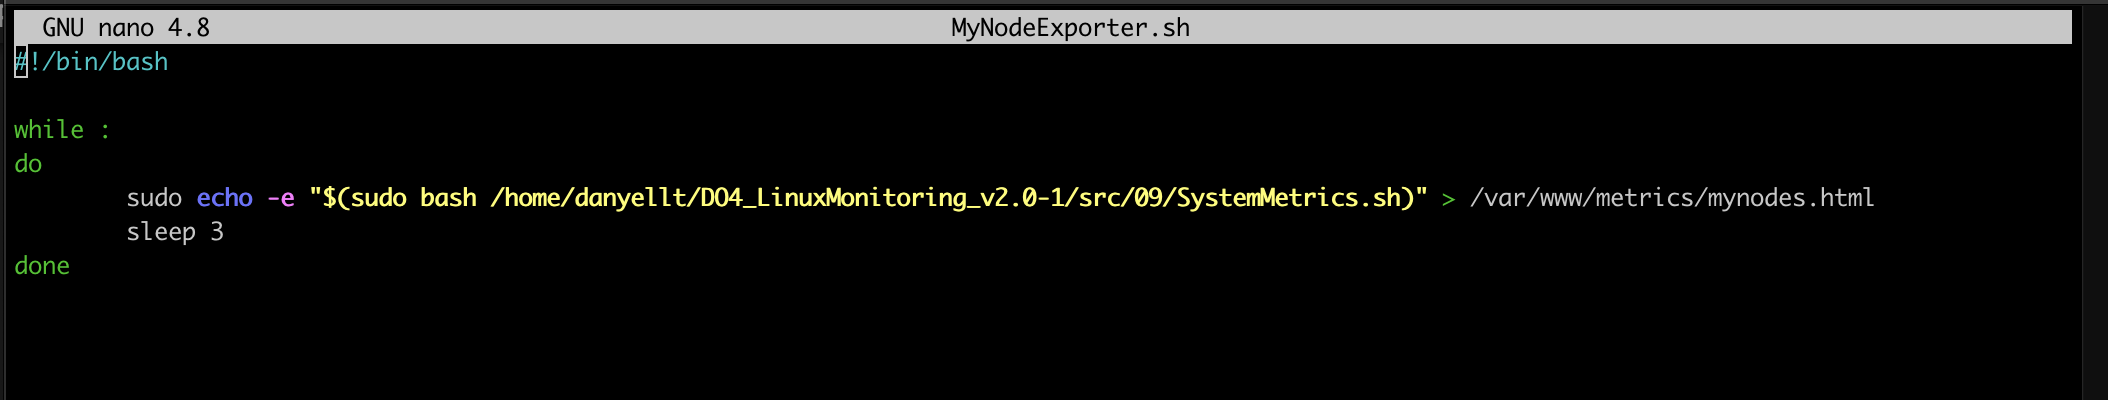 GNU nano 4.8 MyNodeExporter.sh
#!/bin/bash
while :
do
sudo echo -e "$(sudo bash /home/danyellt/DO4_LinuxMonitoring_v2.0-1/src/09/SystemMetrics.sh)" > /var/www/metrics/mynodes.html
sleep 3
done